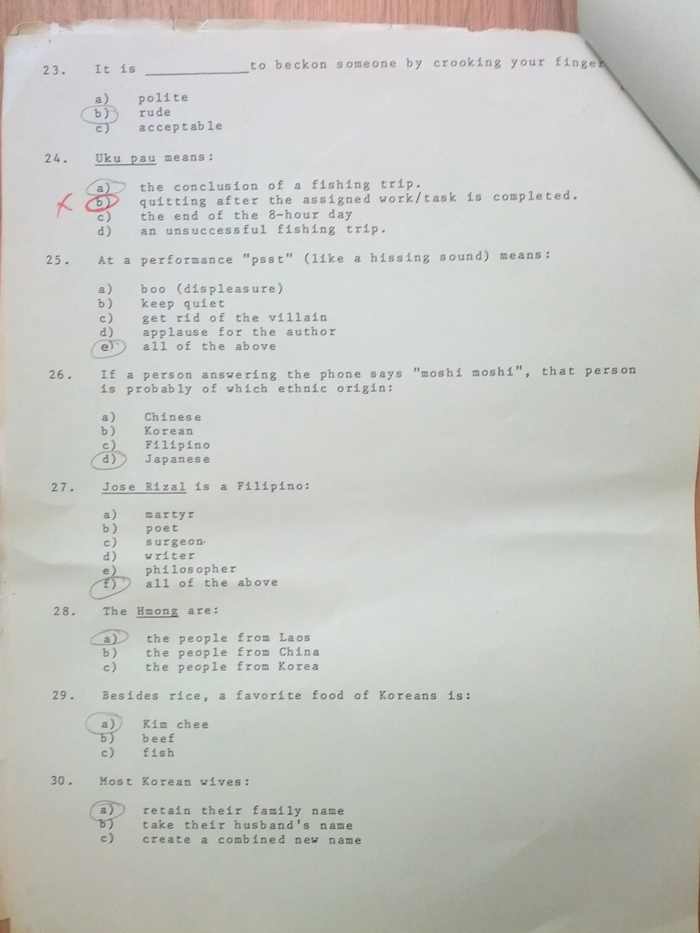 23. It is ____________to beckon someone by crooking your finger
a) polite
b) rude
c) acceptable
24. Uku pau means:
a) the conclusion of a fishing trip.
b) quitting after the assigned work/task is completed.
c) the end of the 8-hour day
d) an unsuccessful fishing trip.
25. At a performance "psst" (like a hissing sound) means:
a) boo (displeasure)
b) keep quiet
c) get rid of the villain
d) applause for the author
e) all of the above
26. If a person answering the phone says "moshi moshi", that person
is probably of which ethnic origin:
a) Chinese
b) Korean
c) Filipino
d) Japanese
27. Jose Rizal is a Filipino:
a) martyr
b) poet
c) surgeon
d) writer
e) philosopher
f) all of the above
28. The Hmong are:
a) the people from Laos
b) the people from China
c) the people from Korea
29. Besides rice, a favorite food of Koreans is:
a) Kim chee
b) beef
c) fish
30. Most Korean wives:
a) retain their family name
b) take their husband's name
c) create a combined new name